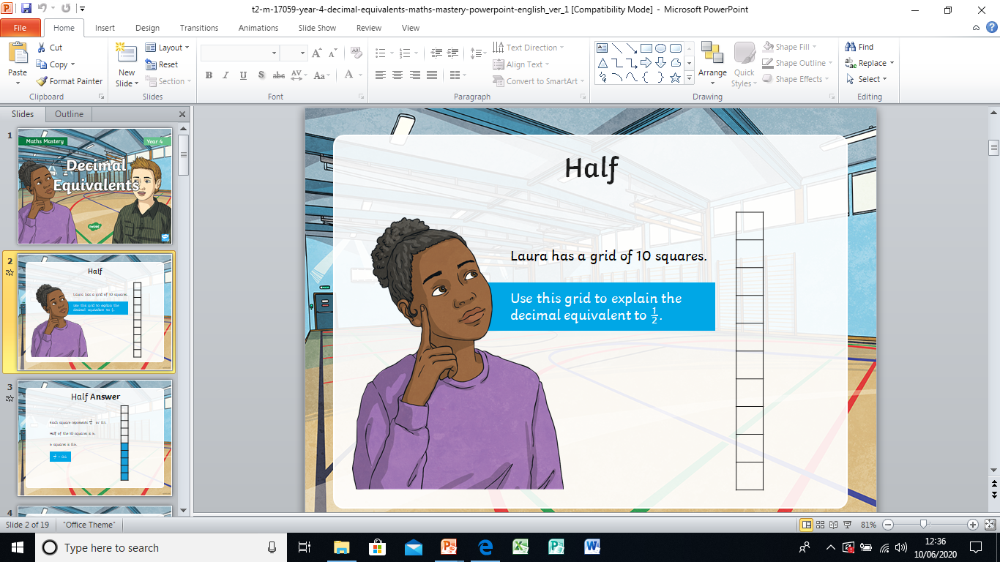 t2-m-17059-year-4-decimal-equivalents-maths-mastery-powerpoint-english_ver_1 [Compatibility Mode] - Microsoft PowerPoint
File Home Insert Design Transitions Animations Slide Show Review View
Paste
Cut
Copy
Format Painter
Clipboard
New Slide
Layout
Reset
Section
Slides
B I U S abc AV Aa A
Font
Text Direction
Align Text
Convert to SmartArt
Paragraph
Arrange
Quick Styles
Shape Fill
Shape Outline
Shape Effects
Drawing
Find
Replace
Select
Editing
Slides Outline
1
Maths Mastery Year 4
Decimal
Equivalents
twinkl
2
Half
Laura has a grid of 10 squares.
Use this grid to explain the
decimal equivalent to 1/2.
3
Half Answer
Each square represents 1/10 or 0.1.
Half of the 10 squares is 5.
5 squares is 0.5.
1/2 = 0.5
4
Half
Laura has a grid of 10 squares.
Use this grid to explain the
decimal equivalent to 1/2.
Slide 2 of 19 "Office Theme" 81%
Type here to search
12:36
10/06/2020